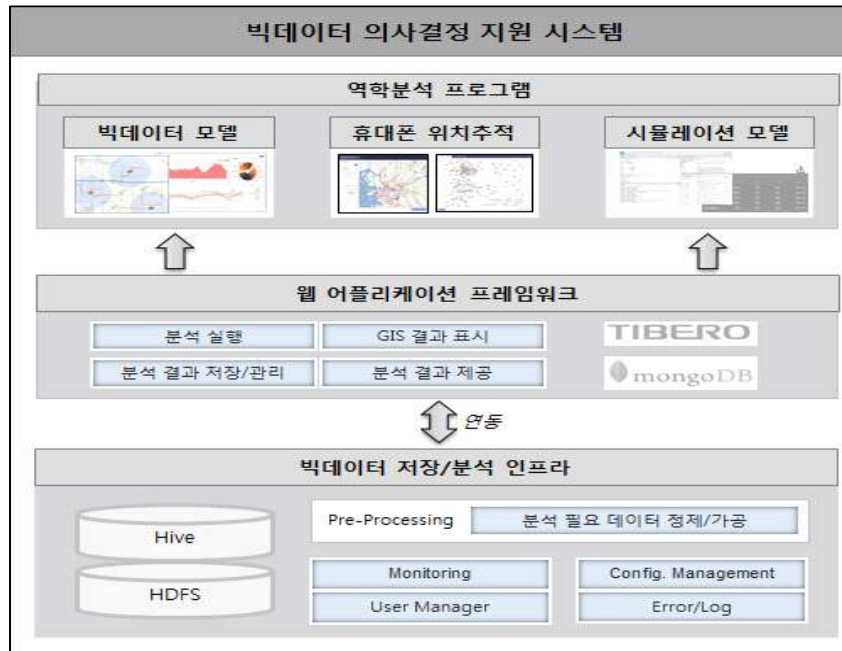 빅데이터 의사결정 지원 시스템
역학분석 프로그램
빅데이터 모델
휴대폰 위치추적
시뮬레이션 모델
웹 어플리케이션 프레임워크
분석 실행
GIS 결과 표시
TIBERO
분석 결과 저장/관리
분석 결과 제공
mongoDB
연동
빅데이터 저장/분석 인프라
Hive
HDFS
Pre-Processing
분석 필요 데이터 정제/가공
Monitoring
Config. Management
User Manager
Error/Log